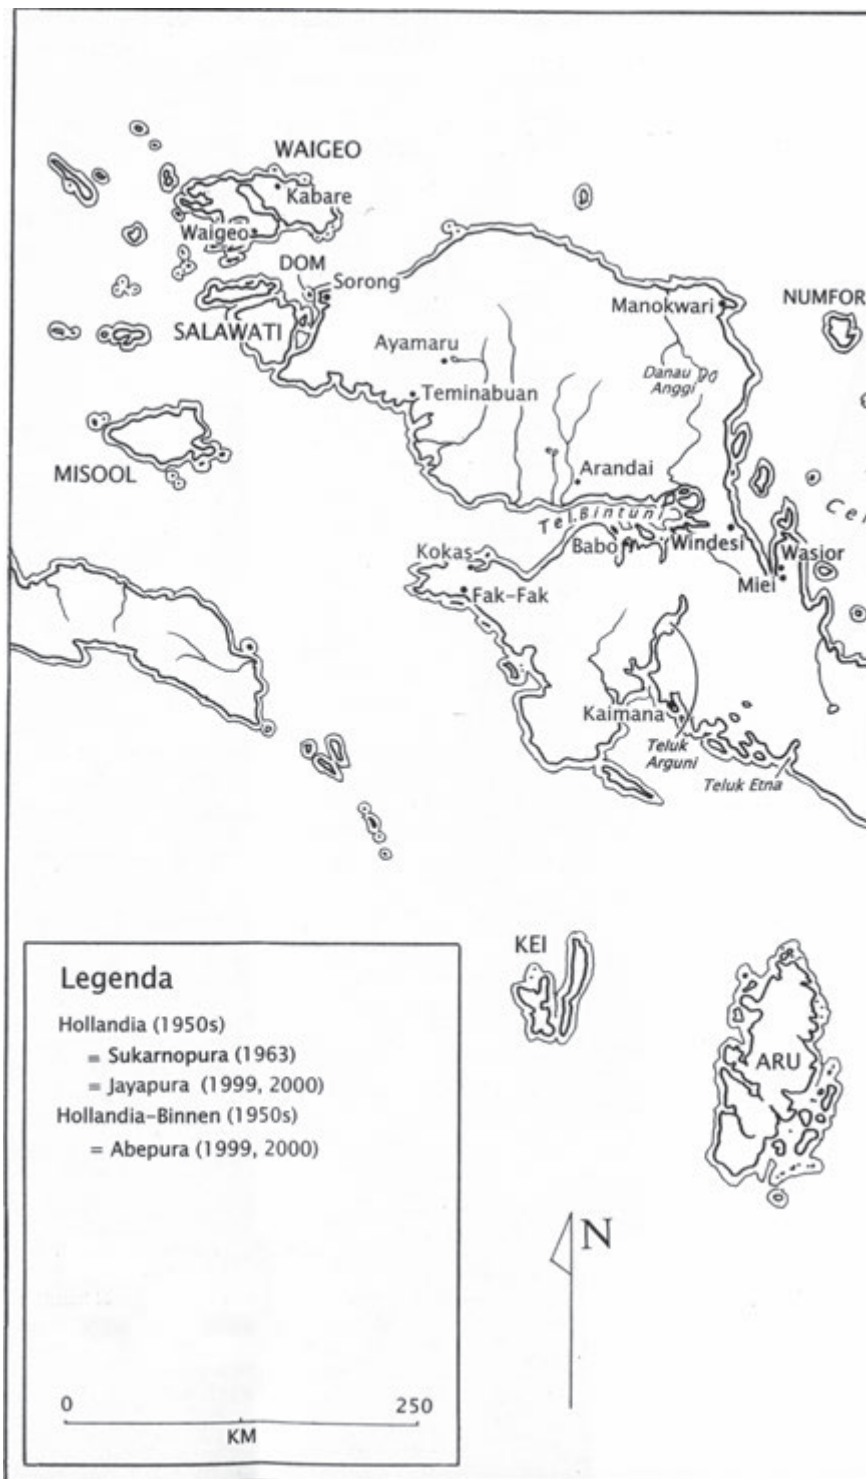 WAIGEO
Kabare
Waigeo
DOM
Sorong
Manokwari
NUMFOR
SALAWATI
Ayamaru
Danau
Anggi
Teminabuan
MISOOL
Arandai
Tel. Bintuni
Babo
Windesi
Wasior
Kokas
Miei
Fak-Fak
Kaimana
Teluk
Arguni
Teluk Etna
KEI
ARU
Legenda
Hollandia (1950s)
= Sukarnopura (1963)
= Jayapura (1999, 2000)
Hollandia-Binnen (1950s)
= Abepura (1999, 2000)
N
0 250
KM